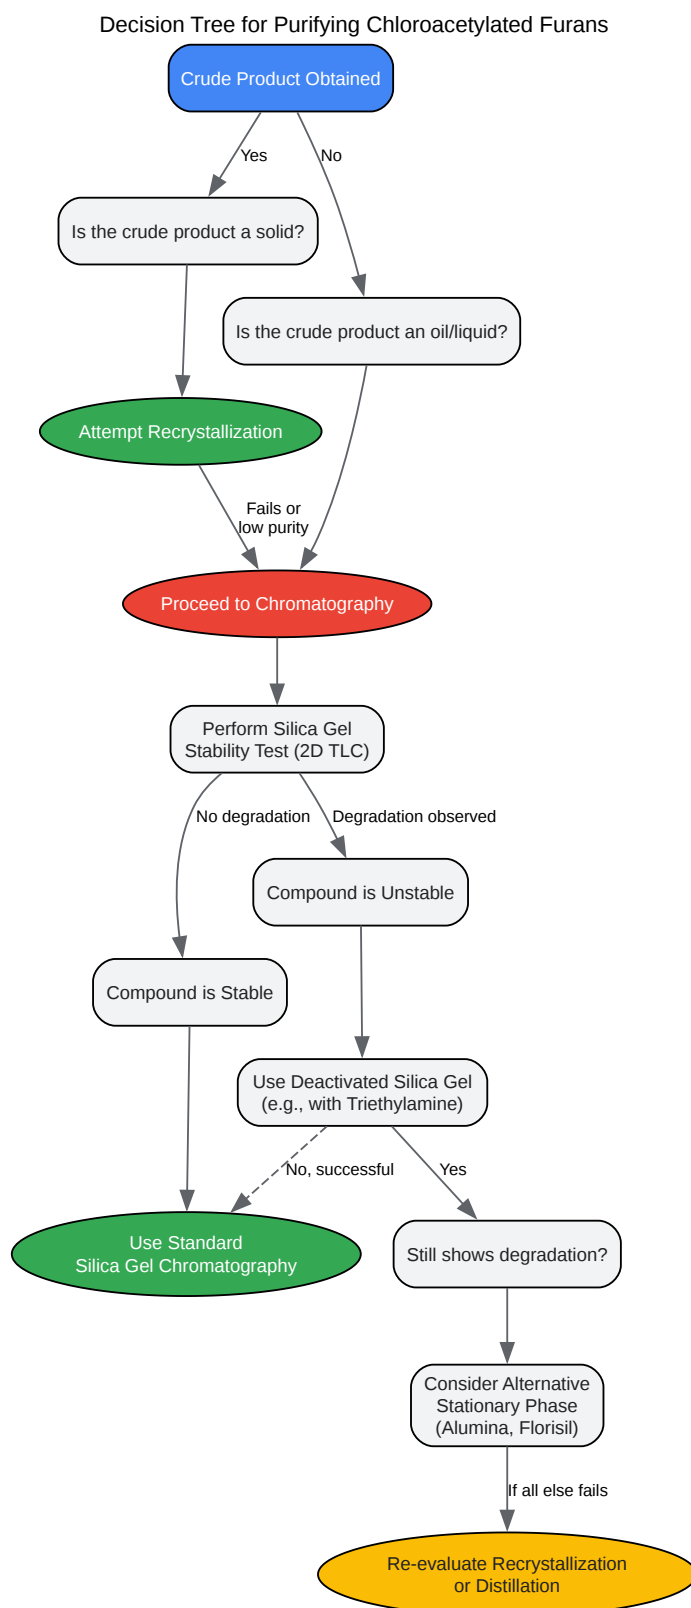 Decision Tree for Purifying Chloroacetylated Furans
Crude Product Obtained
Yes
No
Is the crude product a solid?
Is the crude product an oil/liquid?
Attempt Recrystallization
Fails or
low purity
Proceed to Chromatography
Perform Silica Gel
Stability Test (2D TLC)
No degradation
Degradation observed
Compound is Unstable
Compound is Stable
Use Deactivated Silica Gel
(e.g., with Triethylamine)
No, successful
Yes
Use Standard
Silica Gel Chromatography
Still shows degradation?
Consider Alternative
Stationary Phase
(Alumina, Florisil)
If all else fails
Re-evaluate Recrystallization
or Distillation